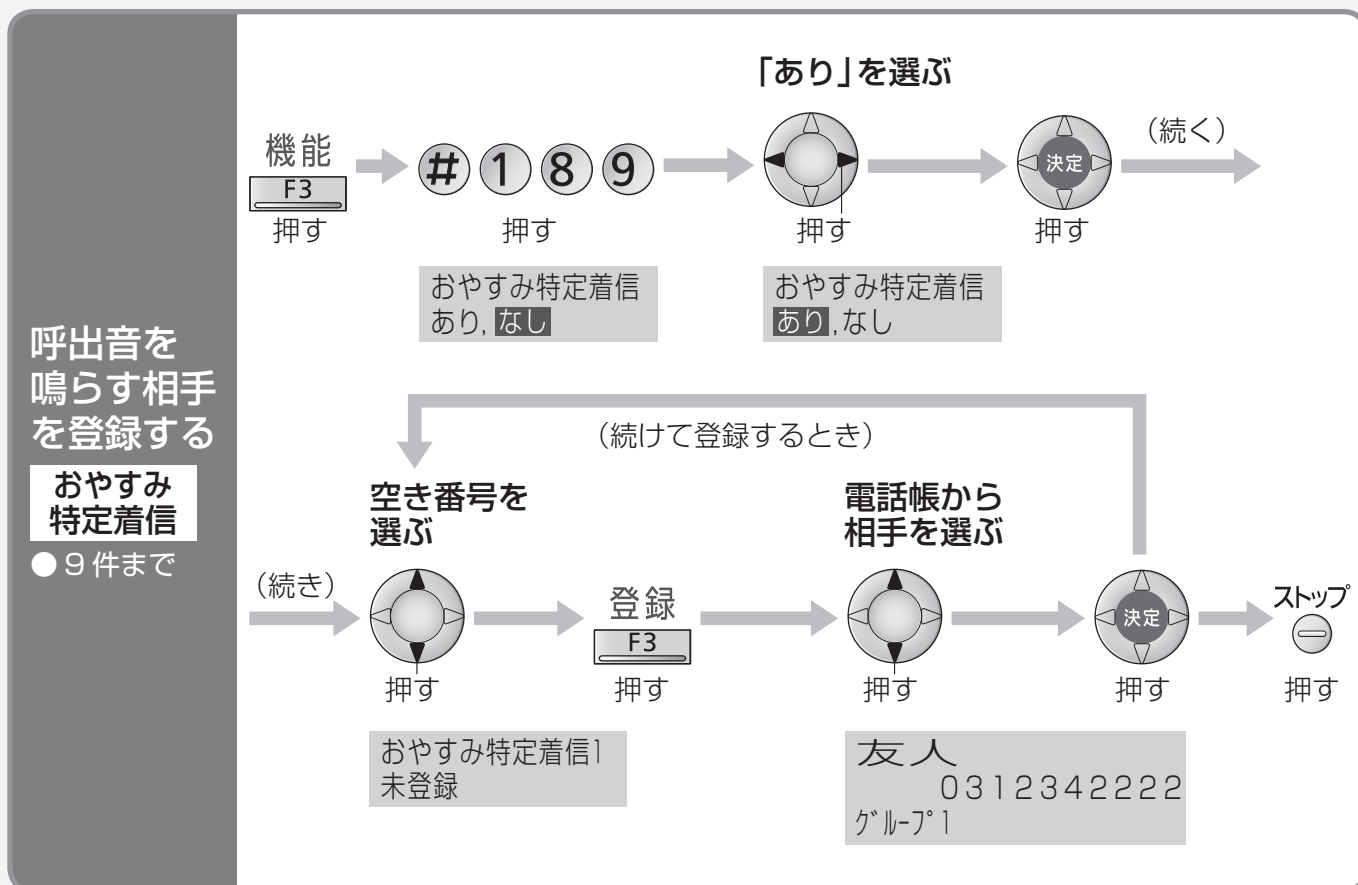 呼出音を
鳴らす相手
を登録する
おやすみ
特定着信
●9件まで
機能
F3
押す
#189
押す
おやすみ特定着信
あり,なし
「あり」を選ぶ
押す
おやすみ特定着信
あり,なし
決定
押す
(続く)
(続き)
(続けて登録するとき)
空き番号を
選ぶ
押す
おやすみ特定着信1
未登録
登録
F3
押す
電話帳から
相手を選ぶ
押す
友人
0312342222
グループ1
決定
押す
ストップ
押す